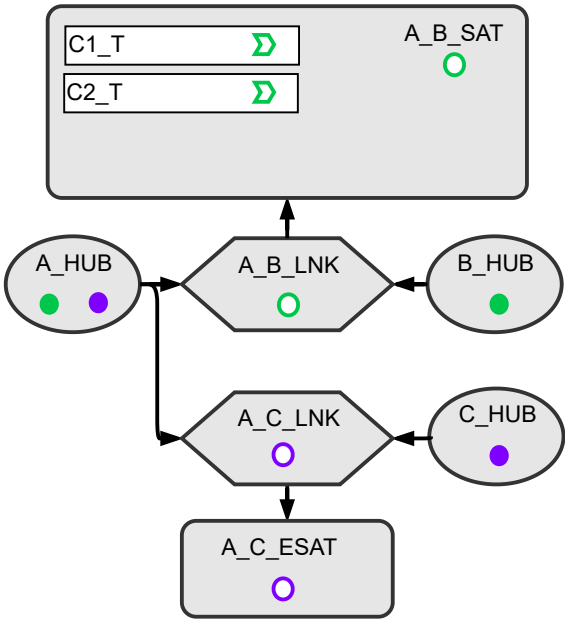 C1_T
A_B_SAT
C2_T
A_HUB
A_B_LNK
B_HUB
A_C_LNK
C_HUB
A_C_ESAT